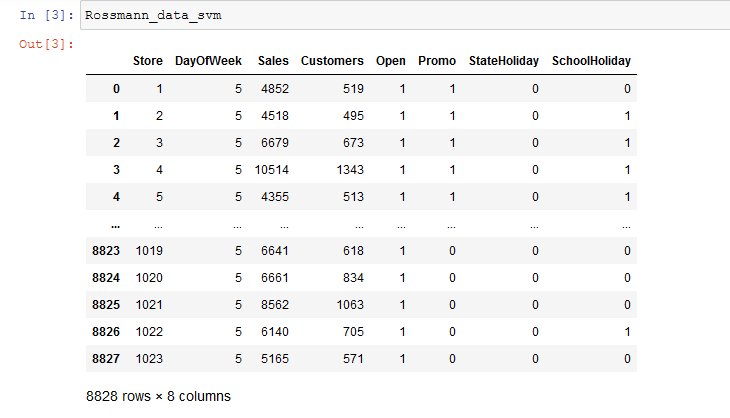 In [3]: Rossmann_data_svm
Out[3]:
Store DayOfWeek Sales Customers Open Promo StateHoliday SchoolHoliday
0 1 5 4852 519 1 1 0 0
1 2 5 4518 495 1 1 0 1
2 3 5 6679 673 1 1 0 1
3 4 5 10514 1343 1 1 0 1
4 5 5 4355 513 1 1 0 1
... ... ... ... ... ... ... ... ...
8823 1019 5 6641 618 1 0 0 0
8824 1020 5 6661 834 1 0 0 0
8825 1021 5 8562 1063 1 0 0 0
8826 1022 5 6140 705 1 0 0 1
8827 1023 5 5165 571 1 0 0 0
8828 rows × 8 columns